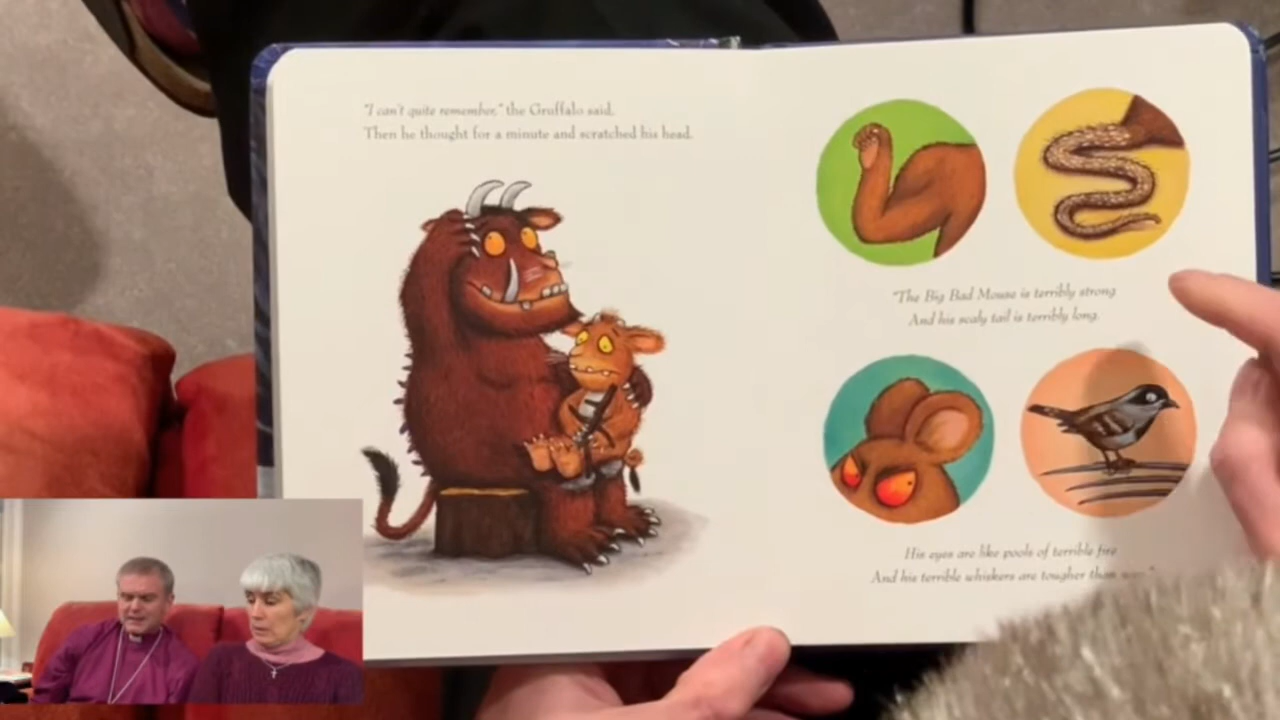 "I can't quite remember," the Gruffalo said.
Then he thought for a minute and scratched his head.
"The Big Bad Mouse is terribly strong
And his scaly tail is terribly long.
His eyes are like pools of terrible fire
And his terrible whiskers are tougher than